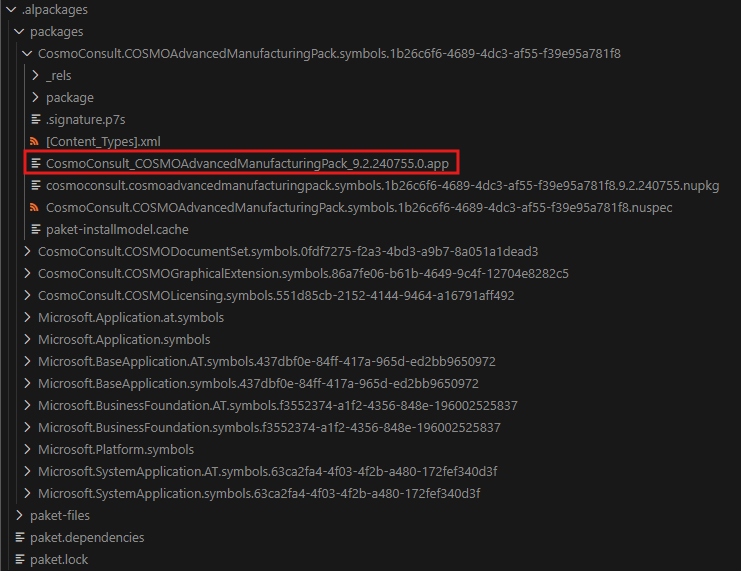 .alpackages
packages
CosmoConsult.COSMOAdvancedManufacturingPack.symbols.1b26c6f6-4689-4dc3-af55-f39e95a781f8
_rels
package
.signature.p7s
[Content_Types].xml
CosmoConsult_COSMOAdvancedManufacturingPack_9.2.240755.0.app
cosmoconsult.cosmoadvancedmanufacturingpack.symbols.1b26c6f6-4689-4dc3-af55-f39e95a781f8.9.2.240755.nupkg
CosmoConsult.COSMOAdvancedManufacturingPack.symbols.1b26c6f6-4689-4dc3-af55-f39e95a781f8.nuspec
paket-installmodel.cache
CosmoConsult.COSMODocumentSet.symbols.0fdf7275-f2a3-4bd3-a9b7-8a051a1dead3
CosmoConsult.COSMOGraphicalExtension.symbols.86a7fe06-b61b-4649-9c4f-12704e8282c5
CosmoConsult.COSMOLicensing.symbols.551d85cb-2152-4144-9464-a16791aff492
Microsoft.Application.at.symbols
Microsoft.Application.symbols
Microsoft.BaseApplication.AT.symbols.437dbf0e-84ff-417a-965d-ed2bb9650972
Microsoft.BaseApplication.symbols.437dbf0e-84ff-417a-965d-ed2bb9650972
Microsoft.BusinessFoundation.AT.symbols.f3552374-a1f2-4356-848e-196002525837
Microsoft.BusinessFoundation.symbols.f3552374-a1f2-4356-848e-196002525837
Microsoft.Platform.symbols
Microsoft.SystemApplication.AT.symbols.63ca2fa4-4f03-4f2b-a480-172fef340d3f
Microsoft.SystemApplication.symbols.63ca2fa4-4f03-4f2b-a480-172fef340d3f
paket-files
paket.dependencies
paket.lock